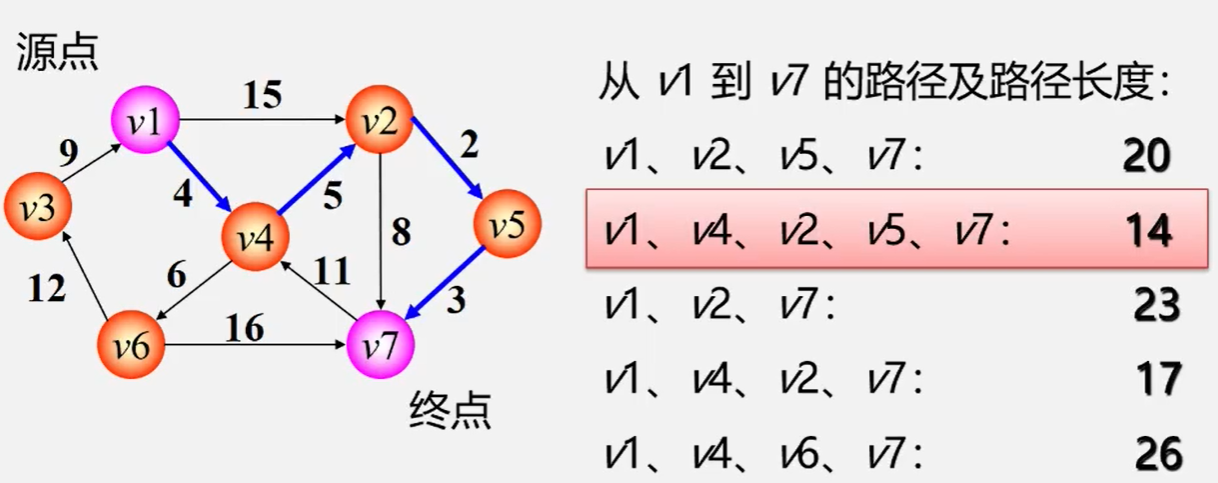 源点
v1
15
v2
9
2
4
5
v3
v4
8
v5
6
11
12
3
16
v6
v7
终点
从 v1 到 v7 的路径及路径长度：
v1、v2、v5、v7： 20
v1、v4、v2、v5、v7： 14
v1、v2、v7： 23
v1、v4、v2、v7： 17
v1、v4、v6、v7： 26